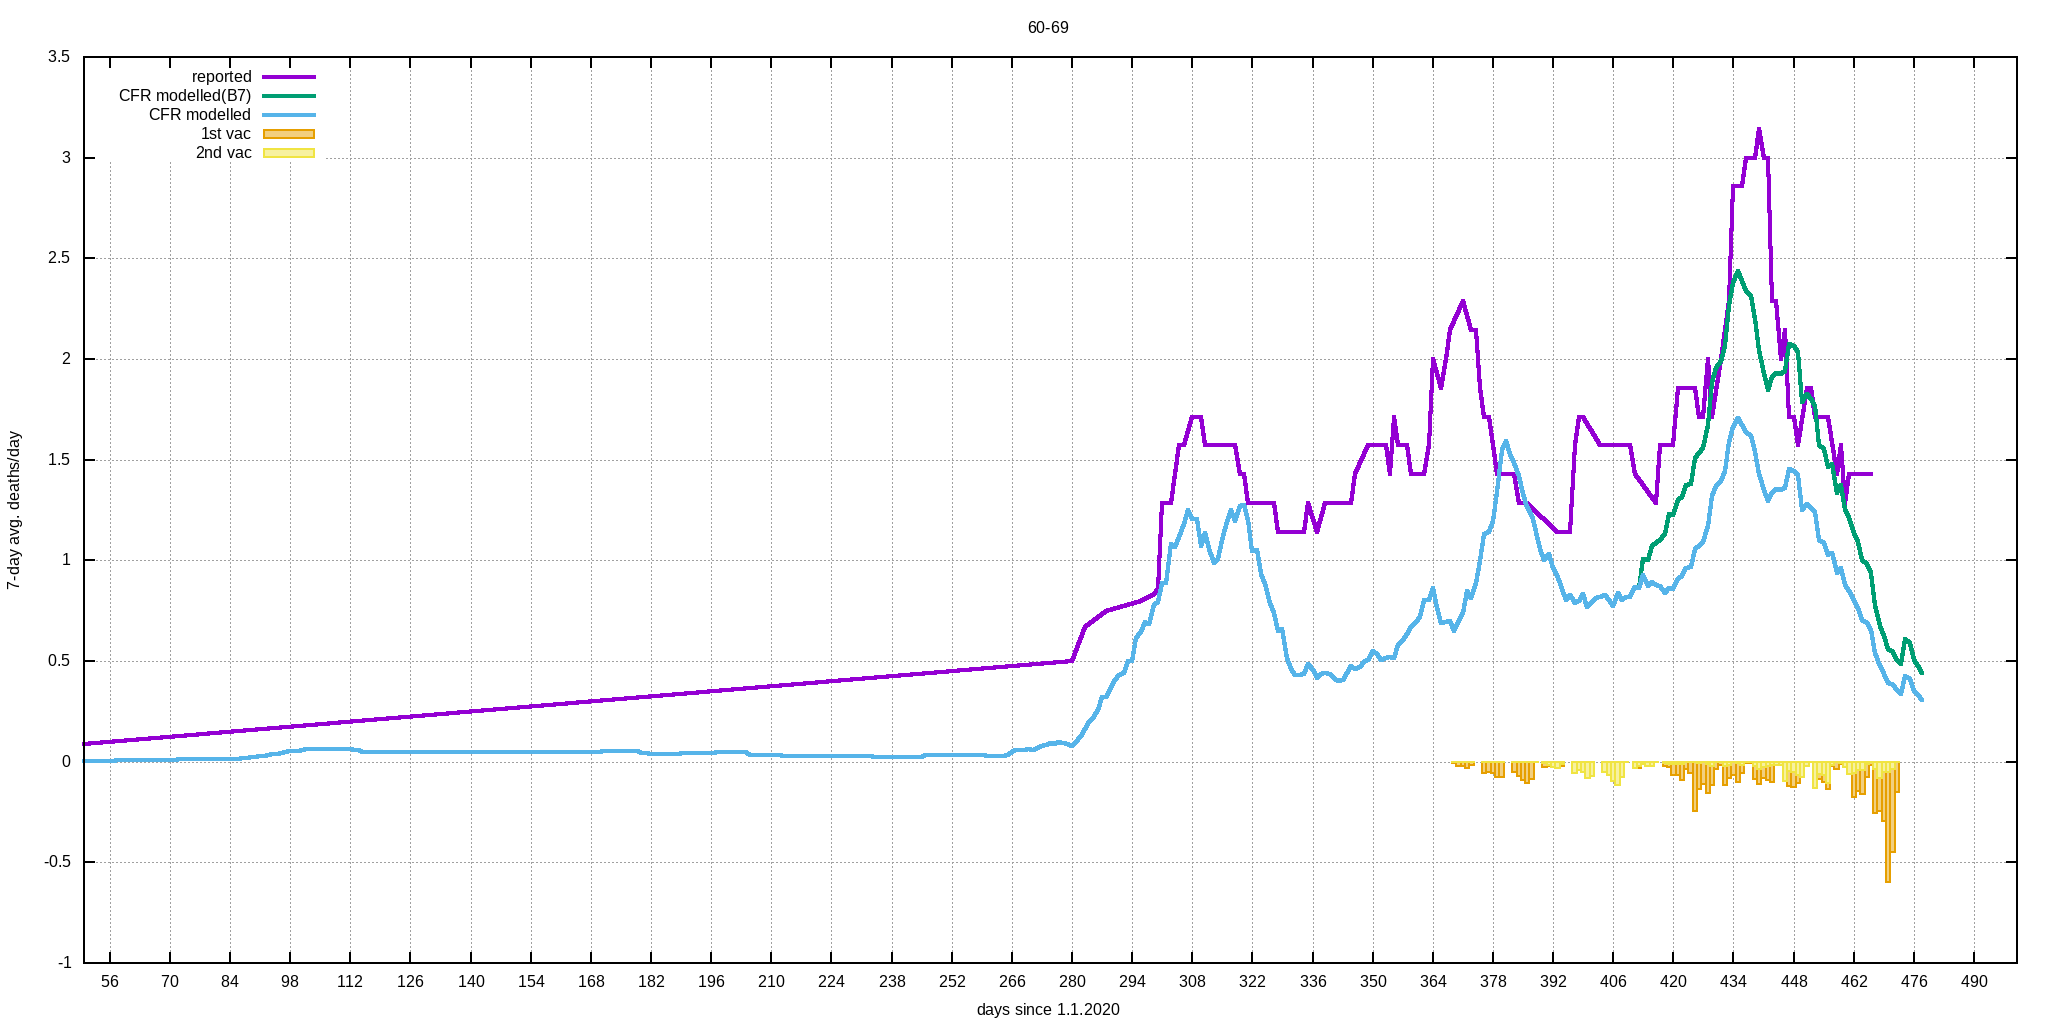 60-69
3.5
3
2.5
2
1.5
1
0.5
0
-0.5
-1
7-day avg. deaths/day
reported
CFR modelled(B7)
CFR modelled
1st vac
2nd vac
56 70 84 98 112 126 140 154 168 182 196 210 224 238 252 266 280 294 308 322 336 350 364 378 392 406 420 434 448 462 476 490
days since 1.1.2020